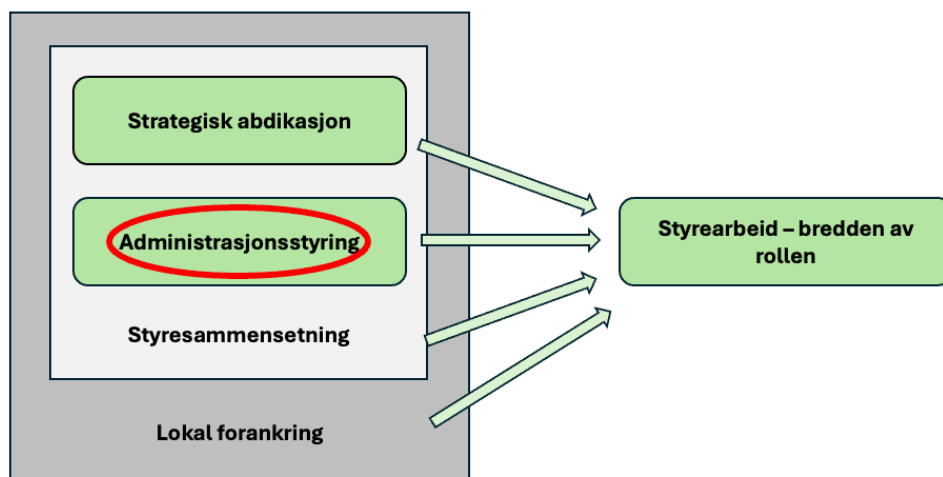 Strategisk abdikasjon
Administrasjonsstyring
Styresammensetning
Lokal forankring
Styrearbeid – bredden av
rollen